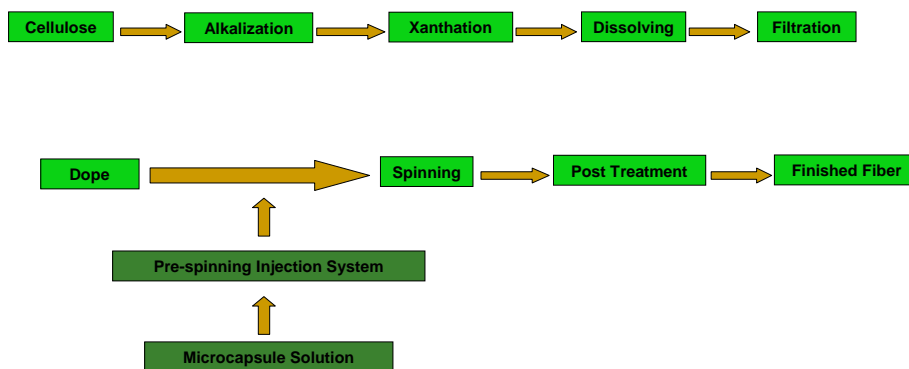 Cellulose
Alkalization
Xanthation
Dissolving
Filtration
Dope
Spinning
Post Treatment
Finished Fiber
Pre-spinning Injection System
Microcapsule Solution